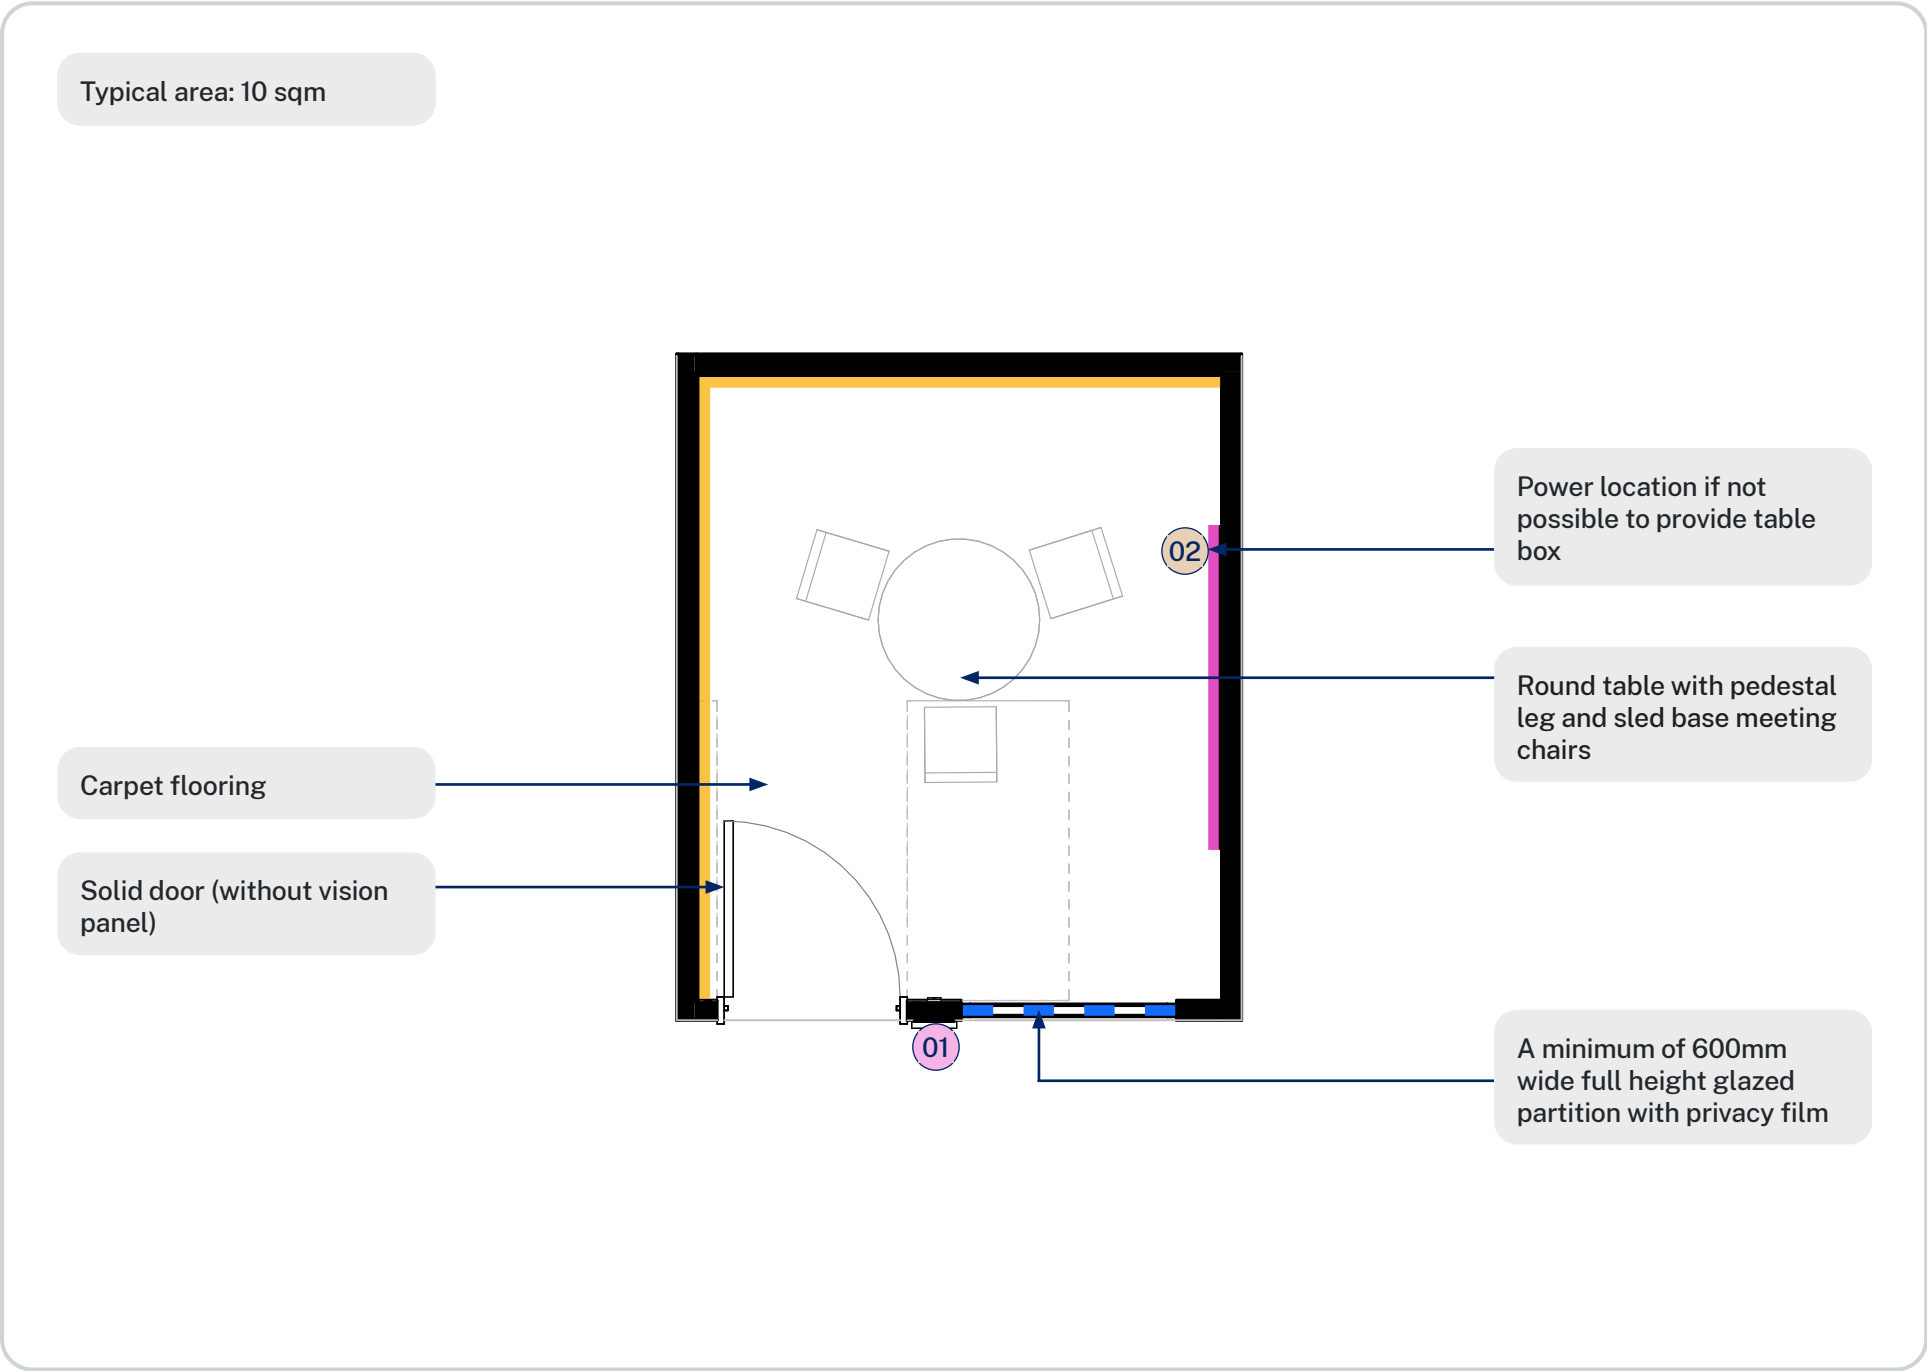 Typical area: 10 sqm
Power location if not
possible to provide table
box
02
Round table with pedestal
leg and sled base meeting
chairs
Carpet flooring
Solid door (without vision
panel)
01
A minimum of 600mm
wide full height glazed
partition with privacy film